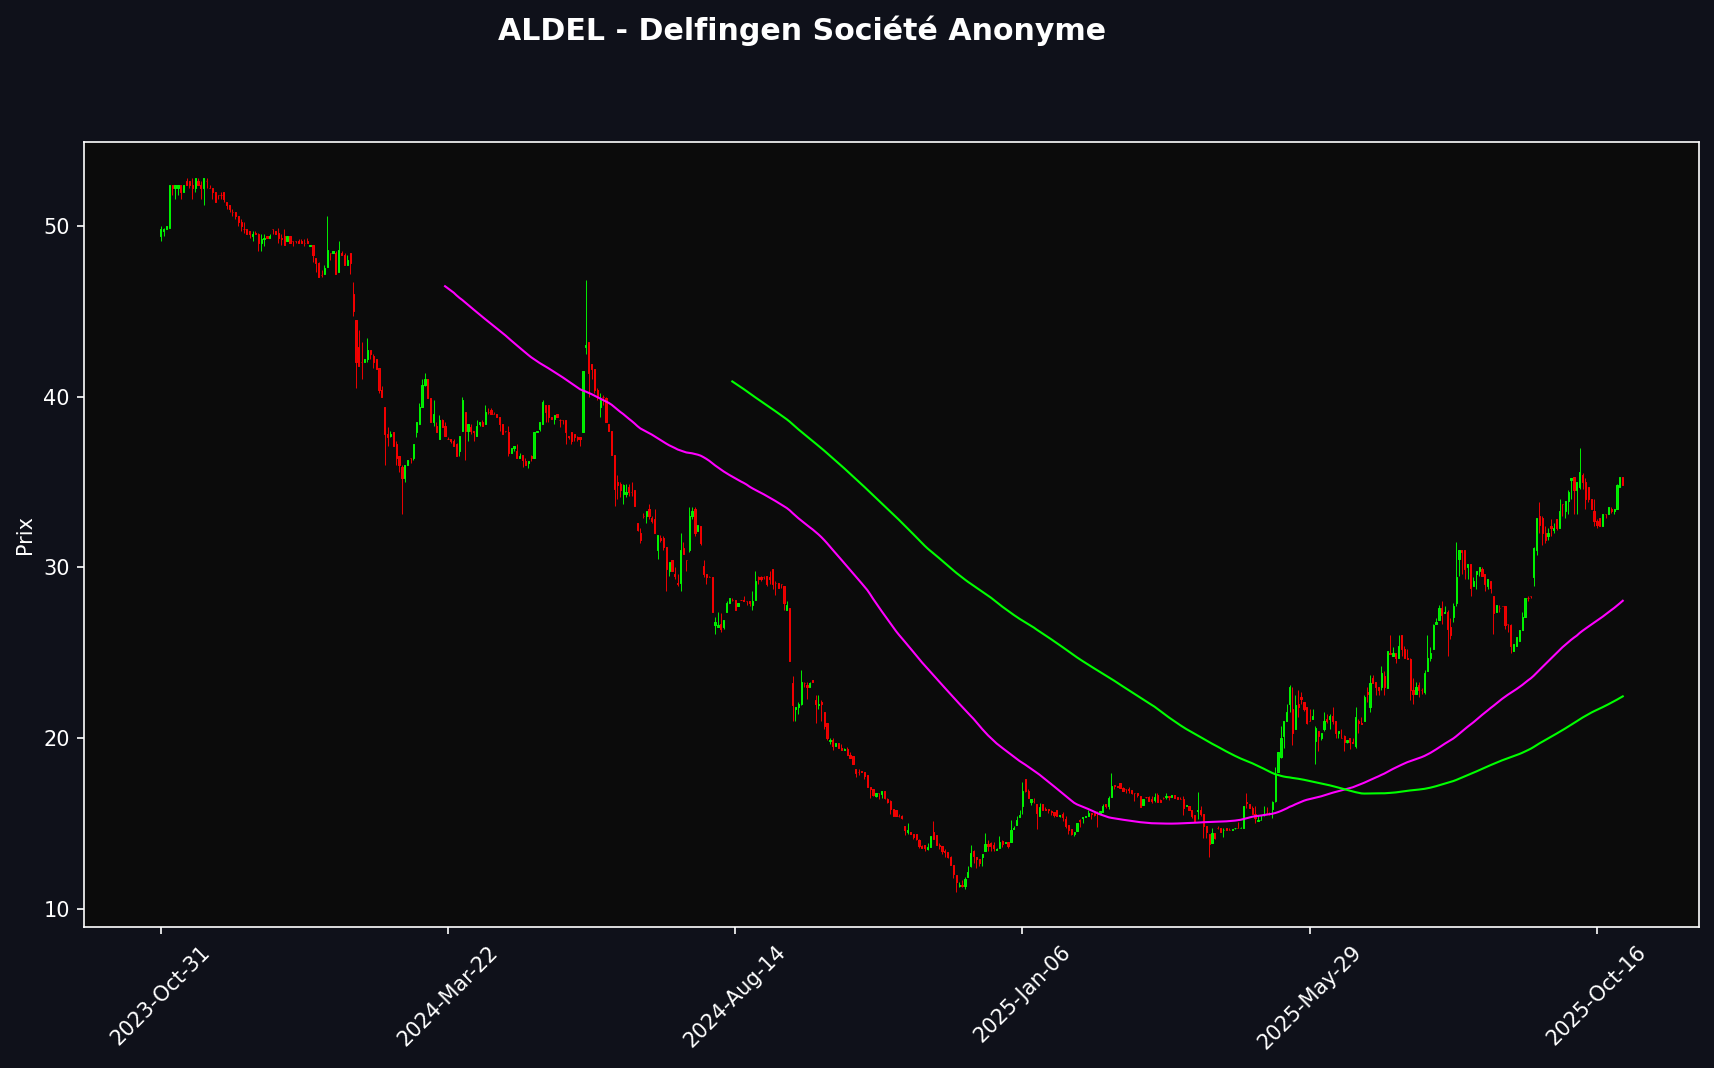 ALDEL - Delfingen Société Anonyme
Prix
50
40
30
20
10
2023-Oct-31
2024-Mar-22
2024-Aug-14
2025-Jan-06
2025-May-29
2025-Oct-16